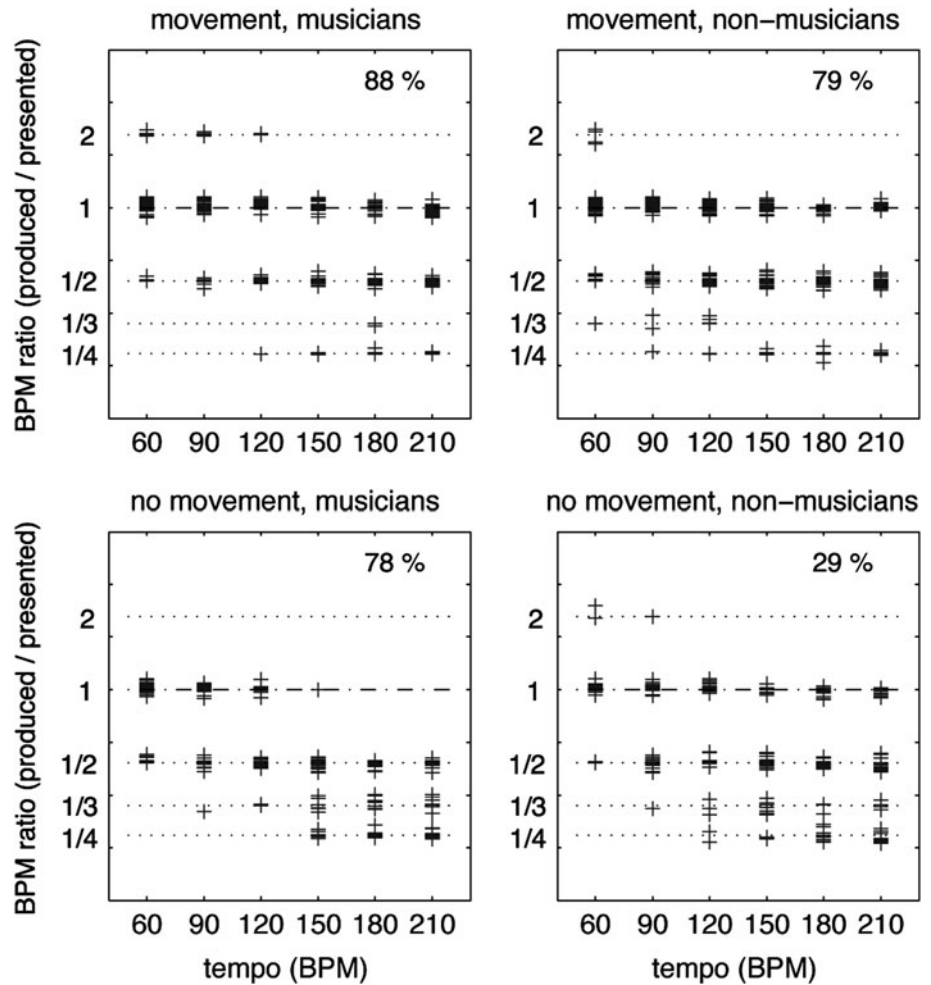 movement, musicians
88 %
BPM ratio (produced / presented)
2
1
1/2
1/3
1/4
60 90 120 150 180 210
movement, non-musicians
79 %
2
1
1/2
1/3
1/4
60 90 120 150 180 210
no movement, musicians
78 %
BPM ratio (produced / presented)
2
1
1/2
1/3
1/4
60 90 120 150 180 210
tempo (BPM)
no movement, non-musicians
29 %
2
1
1/2
1/3
1/4
60 90 120 150 180 210
tempo (BPM)